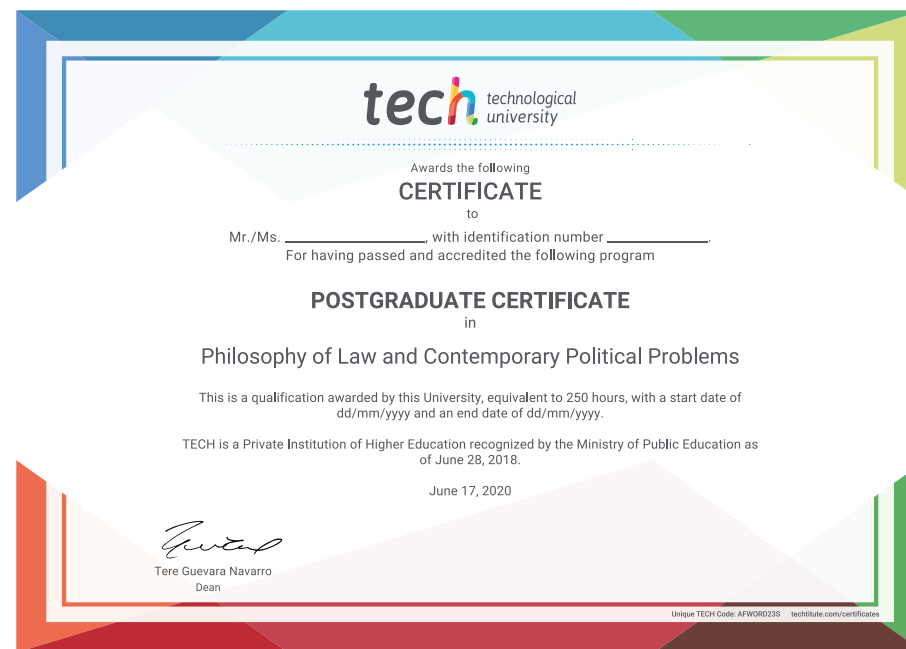 tech technological
university
Awards the following
CERTIFICATE
to
Mr./Ms. ____________________, with identification number ______________.
For having passed and accredited the following program
POSTGRADUATE CERTIFICATE
in
Philosophy of Law and Contemporary Political Problems
This is a qualification awarded by this University, equivalent to 250 hours, with a start date of
dd/mm/yyyy and an end date of dd/mm/yyyy.
TECH is a Private Institution of Higher Education recognized by the Ministry of Public Education as
of June 28, 2018.
June 17, 2020
Tere Guevara Navarro
Dean
Unique TECH Code: AFWORD23S techtitute.com/certificates